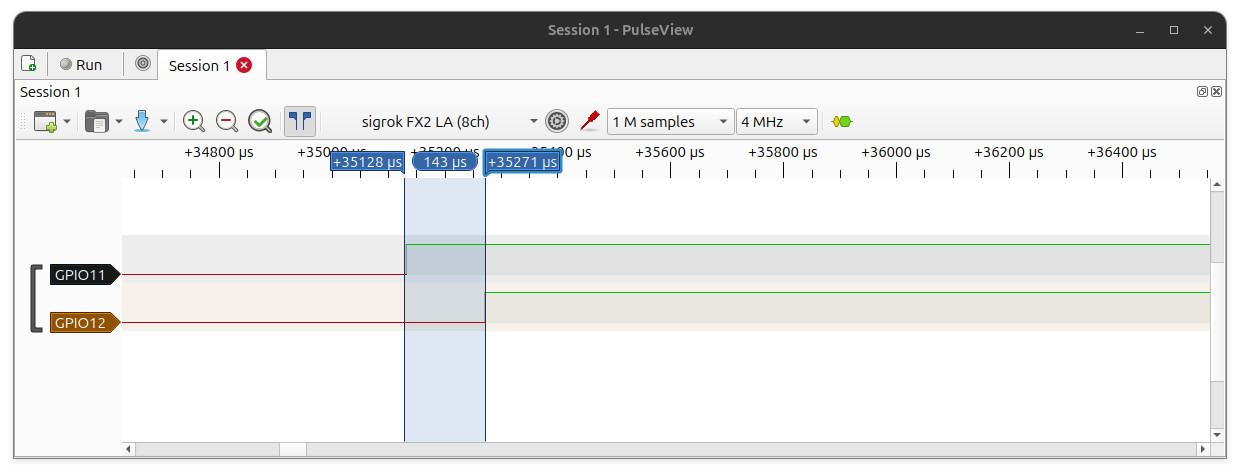 Session 1 - PulseView
Run
Session 1
Session 1
sigrok FX2 LA (8ch)
1 M samples
4 MHz
+34800 µs
+35000 µs
+35200 µs
+35400 µs
+35600 µs
+35800 µs
+36000 µs
+36200 µs
+36400 µs
+35128 µs
143 µs
+35271 µs
GPIO11
GPIO12